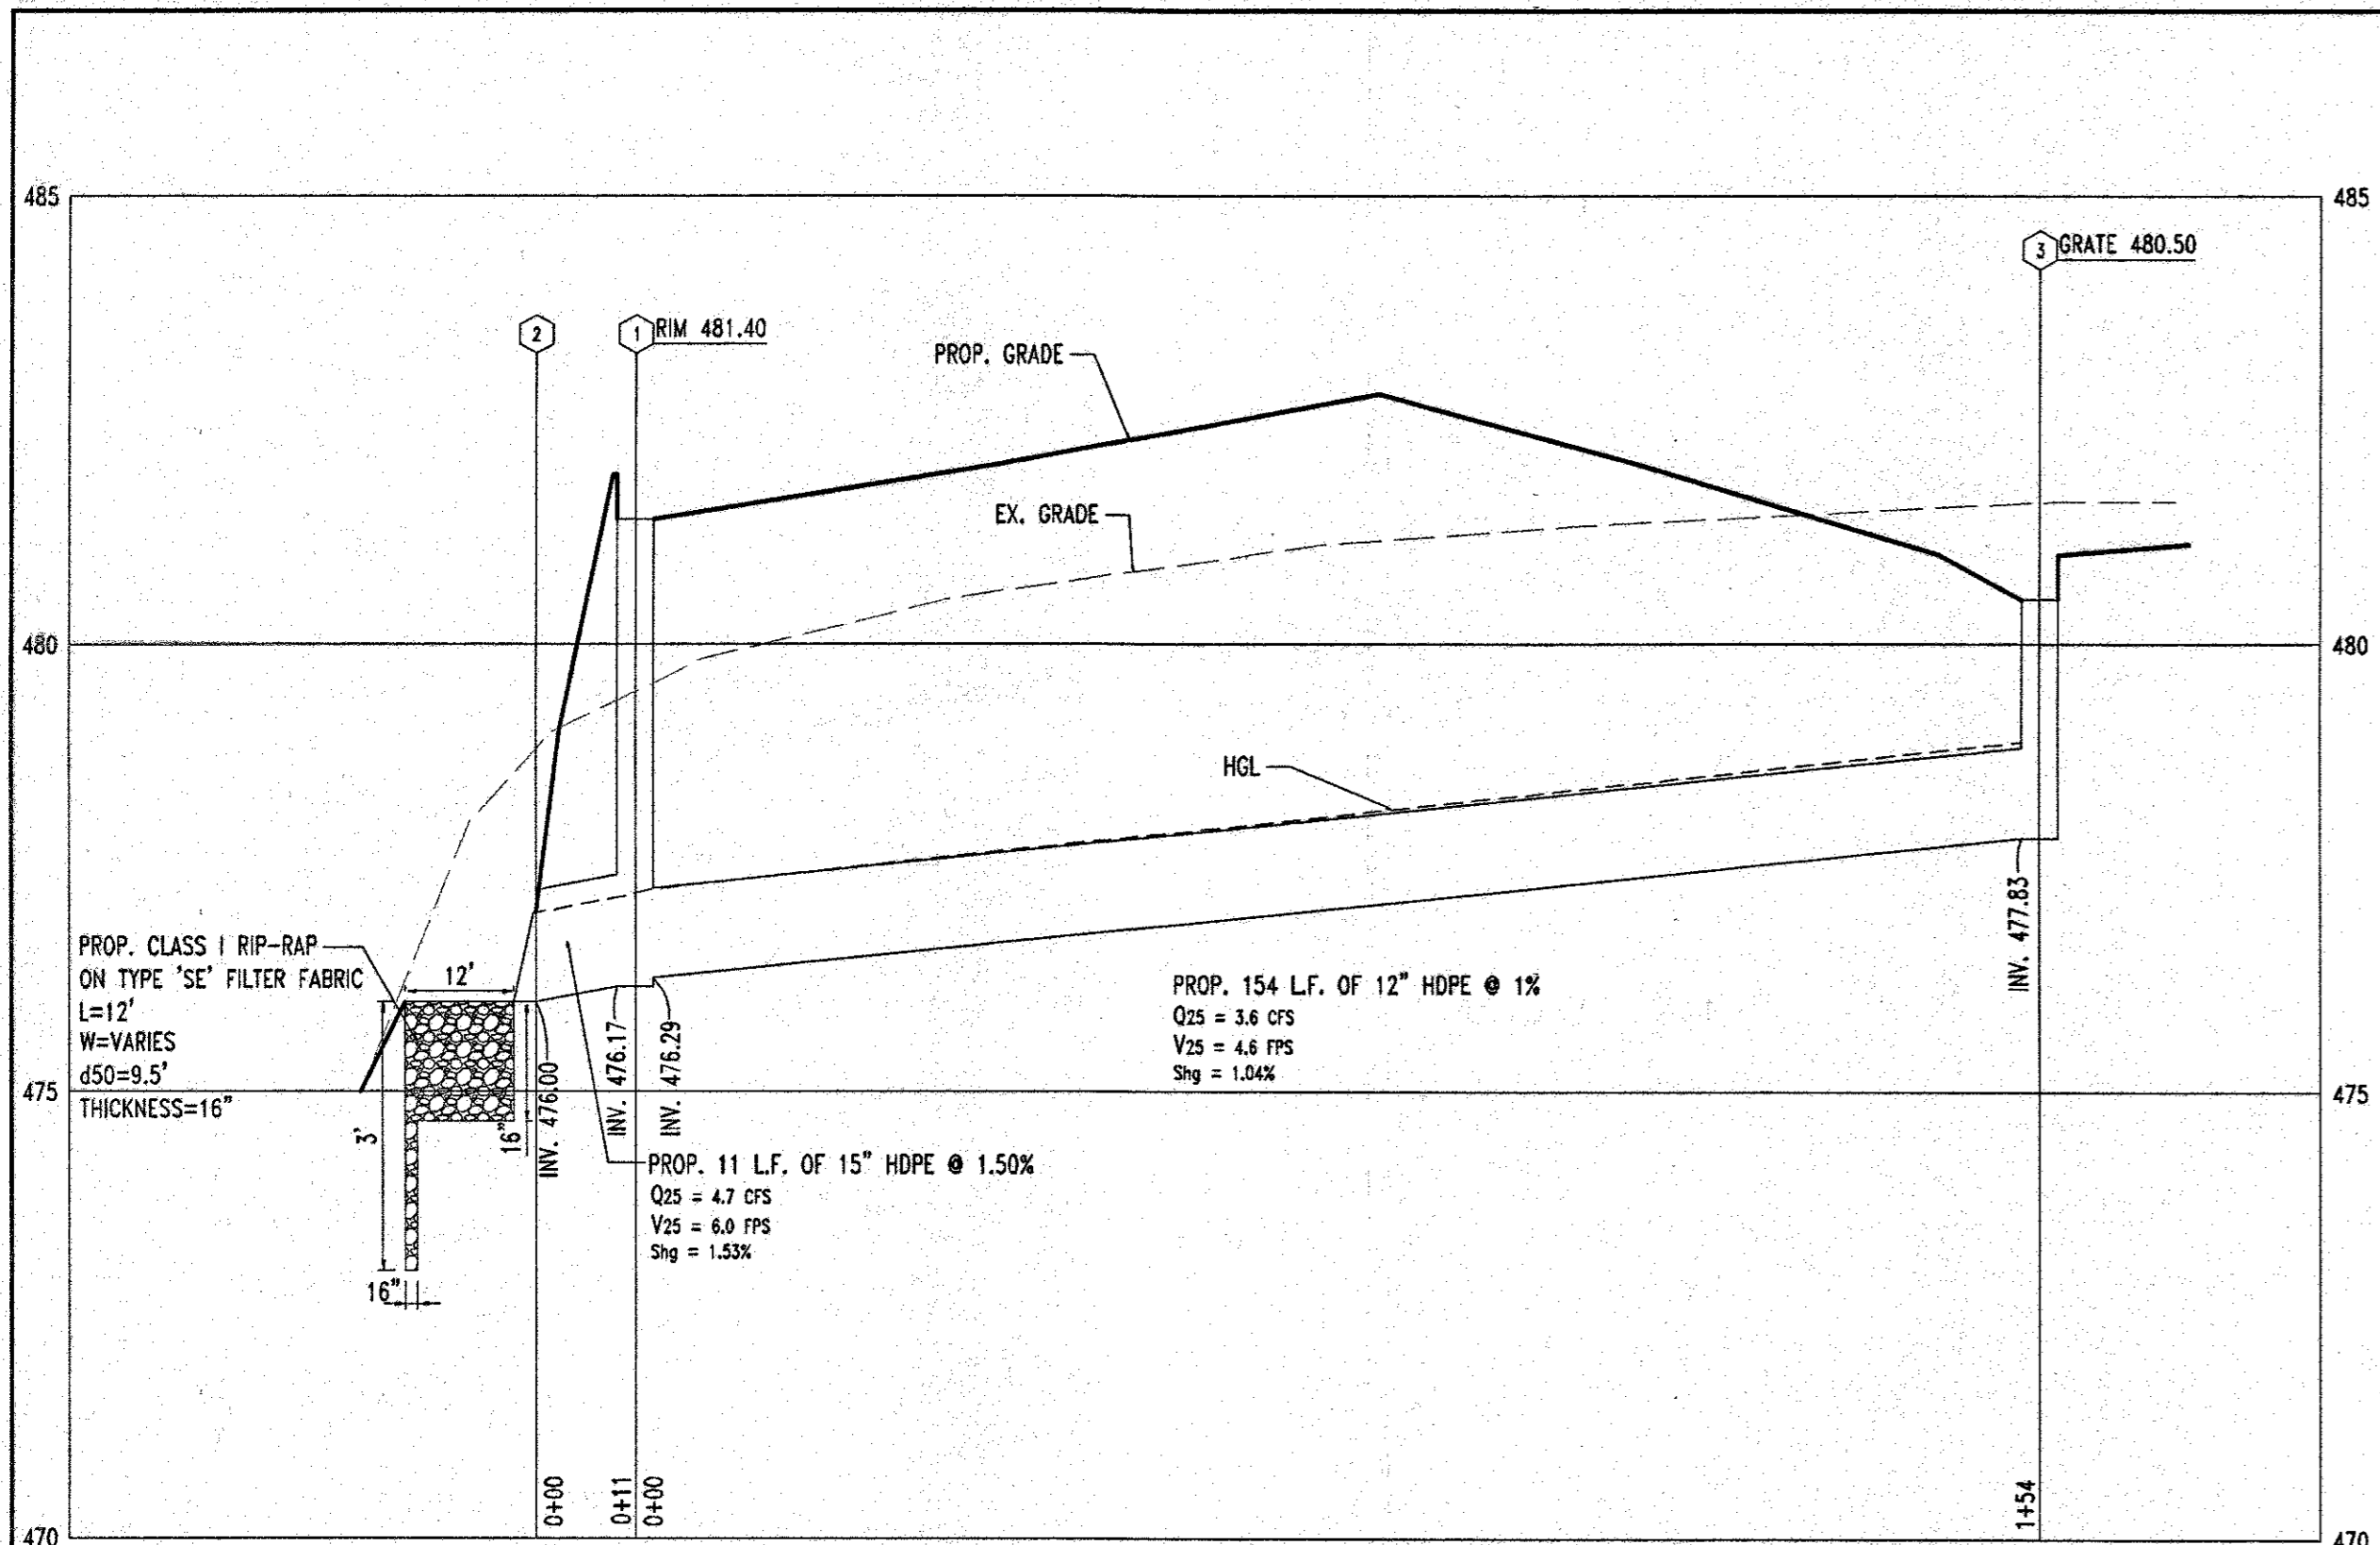 485
485
3
GRATE 480.50
2
1
RIM 481.40
PROP. GRADE
EX. GRADE
480
480
HGL
INV. 477.83
PROP. CLASS I RIP-RAP
ON TYPE 'SE' FILTER FABRIC
L=12'
W=VARIES
d50=9.5'
THICKNESS=16"
12'
3'
16"
16"
INV. 476.00
INV. 476.17
INV. 476.29
PROP. 154 L.F. OF 12" HDPE @ 1%
Q25 = 3.6 CFS
V25 = 4.6 FPS
Shg = 1.04%
475
475
PROP. 11 L.F. OF 15" HDPE @ 1.50%
Q25 = 4.7 CFS
V25 = 6.0 FPS
Shg = 1.53%
0+00
0+11
0+00
1+54
470
470